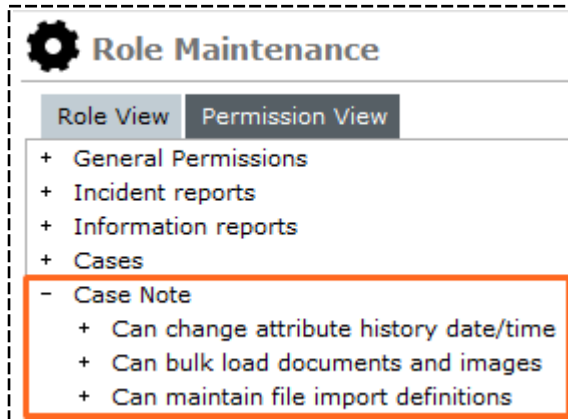 Role Maintenance
Role View Permission View
+ General Permissions
+ Incident reports
+ Information reports
+ Cases
- Case Note
+ Can change attribute history date/time
+ Can bulk load documents and images
+ Can maintain file import definitions